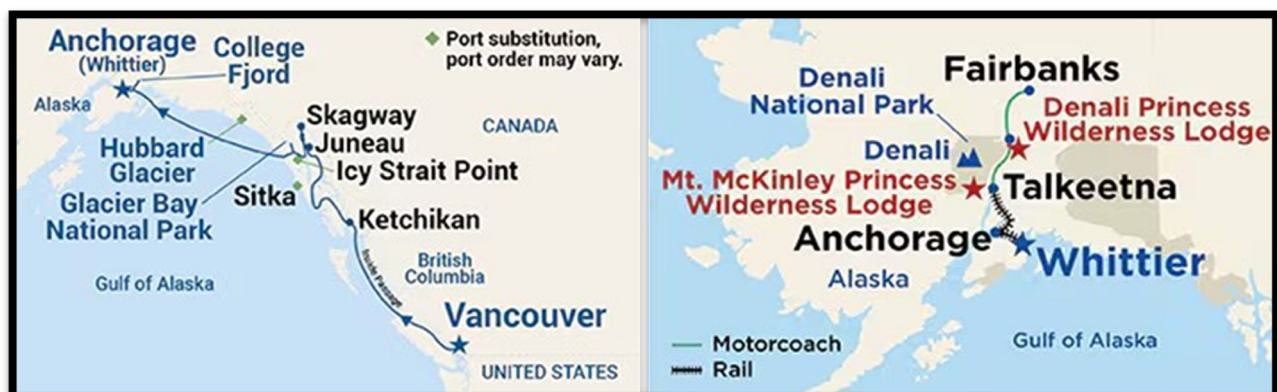 Anchorage
(Whittier)
College
Fjord
Port substitution,
port order may vary.
Alaska
Skagway
CANADA
Juneau
Hubbard
Glacier
Icy Strait Point
Sitka
Glacier Bay
National Park
Ketchikan
Inside Passage
British
Columbia
Gulf of Alaska
Vancouver
UNITED STATES
Fairbanks
Denali
National Park
Denali Princess
Wilderness Lodge
Denali
Mt. McKinley Princess
Wilderness Lodge
Talkeetna
Anchorage
Whittier
Alaska
Gulf of Alaska
Motorcoach
Rail